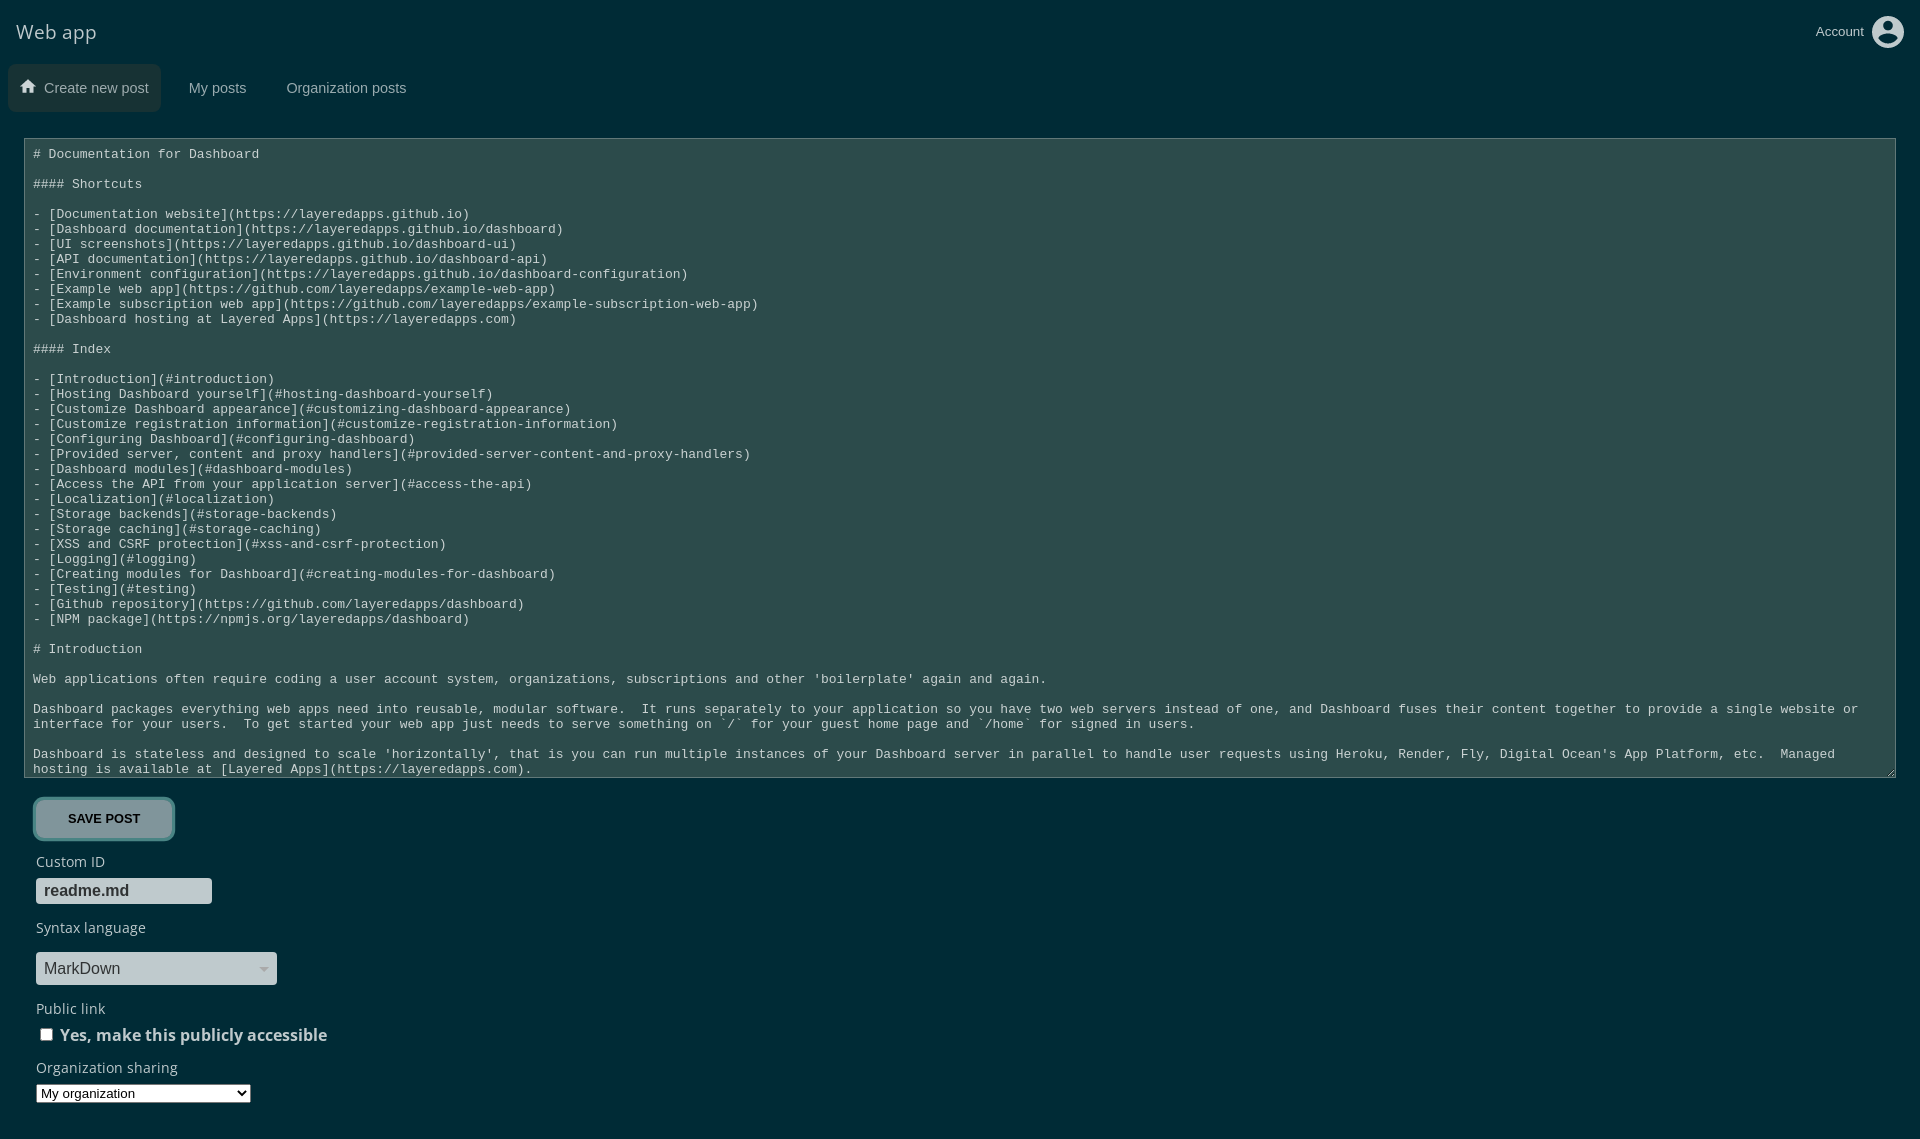 Web app
Account
Create new post
My posts
Organization posts
# Documentation for Dashboard
#### Shortcuts
- [Documentation website](https://layeredapps.github.io)
- [Dashboard documentation](https://layeredapps.github.io/dashboard)
- [UI screenshots](https://layeredapps.github.io/dashboard-ui)
- [API documentation](https://layeredapps.github.io/dashboard-api)
- [Environment configuration](https://layeredapps.github.io/dashboard-configuration)
- [Example web app](https://github.com/layeredapps/example-web-app)
- [Example subscription web app](https://github.com/layeredapps/example-subscription-web-app)
- [Dashboard hosting at Layered Apps](https://layeredapps.com)
#### Index
- [Introduction](#introduction)
- [Hosting Dashboard yourself](#hosting-dashboard-yourself)
- [Customize Dashboard appearance](#customizing-dashboard-appearance)
- [Customize registration information](#customize-registration-information)
- [Configuring Dashboard](#configuring-dashboard)
- [Provided server, content and proxy handlers](#provided-server-content-and-proxy-handlers)
- [Dashboard modules](#dashboard-modules)
- [Access the API from your application server](#access-the-api)
- [Localization](#localization)
- [Storage backends](#storage-backends)
- [Storage caching](#storage-caching)
- [XSS and CSRF protection](#xss-and-csrf-protection)
- [Logging](#logging)
- [Creating modules for Dashboard](#creating-modules-for-dashboard)
- [Testing](#testing)
- [Github repository](https://github.com/layeredapps/dashboard)
- [NPM package](https://npmjs.org/layeredapps/dashboard)
# Introduction
Web applications often require coding a user account system, organizations, subscriptions and other 'boilerplate' again and again.
Dashboard packages everything web apps need into reusable, modular software.  It runs separately to your application so you have two web servers instead of one, and Dashboard fuses their content together to provide a single website or
interface for your users.  To get started your web app just needs to serve something on `/` for your guest home page and `/home` for signed in users.
Dashboard is stateless and designed to scale 'horizontally', that is you can run multiple instances of your Dashboard server in parallel to handle user requests using Heroku, Render, Fly, Digital Ocean's App Platform, etc.  Managed
hosting is available at [Layered Apps](https://layeredapps.com).
SAVE POST
Custom ID
readme.md
Syntax language
MarkDown
Public link
Yes, make this publicly accessible
Organization sharing
My organization